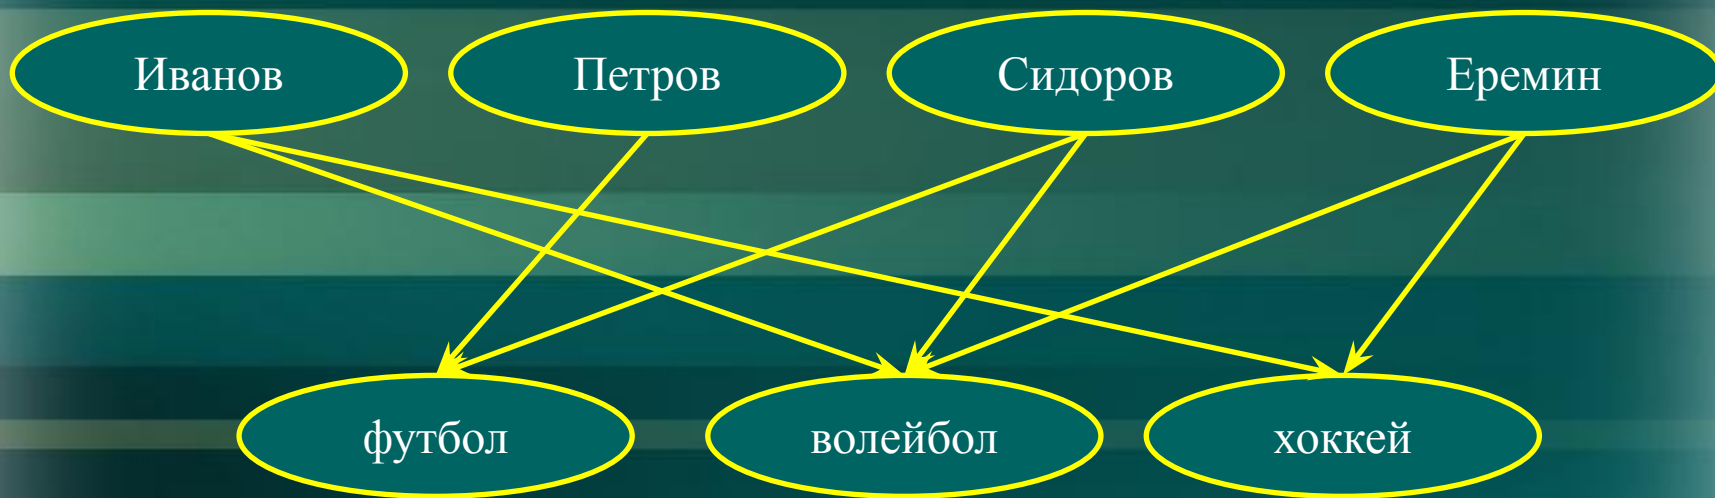 Иванов
Петров
Сидоров
Еремин
футбол
волейбол
хоккей